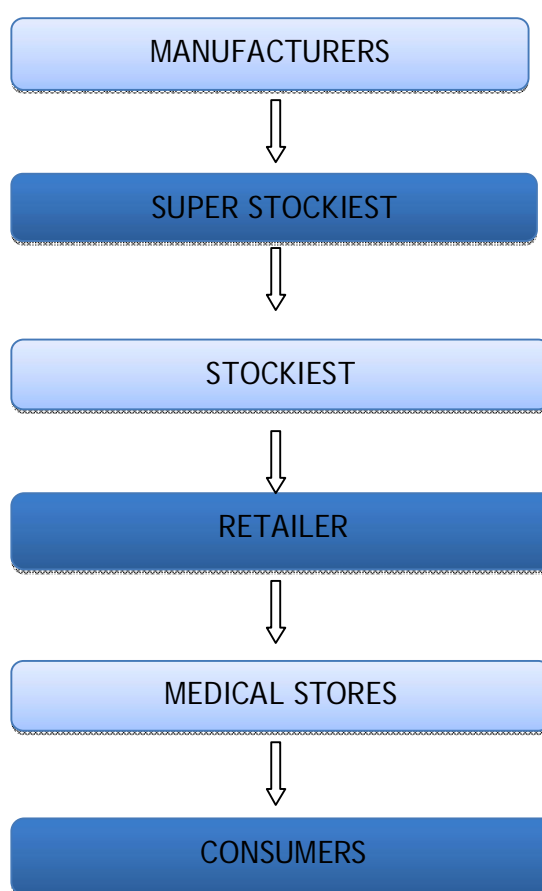 MANUFACTURERS
SUPER STOCKIEST
STOCKIEST
RETAILER
MEDICAL STORES
CONSUMERS